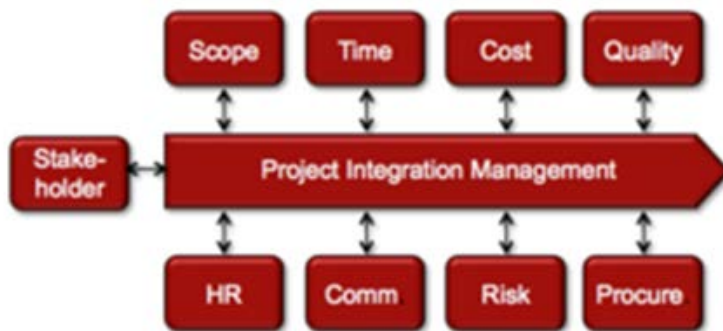 Scope
Time
Cost
Quality
Stake-
holder
Project Integration Management
HR
Comm.
Risk
Procure.